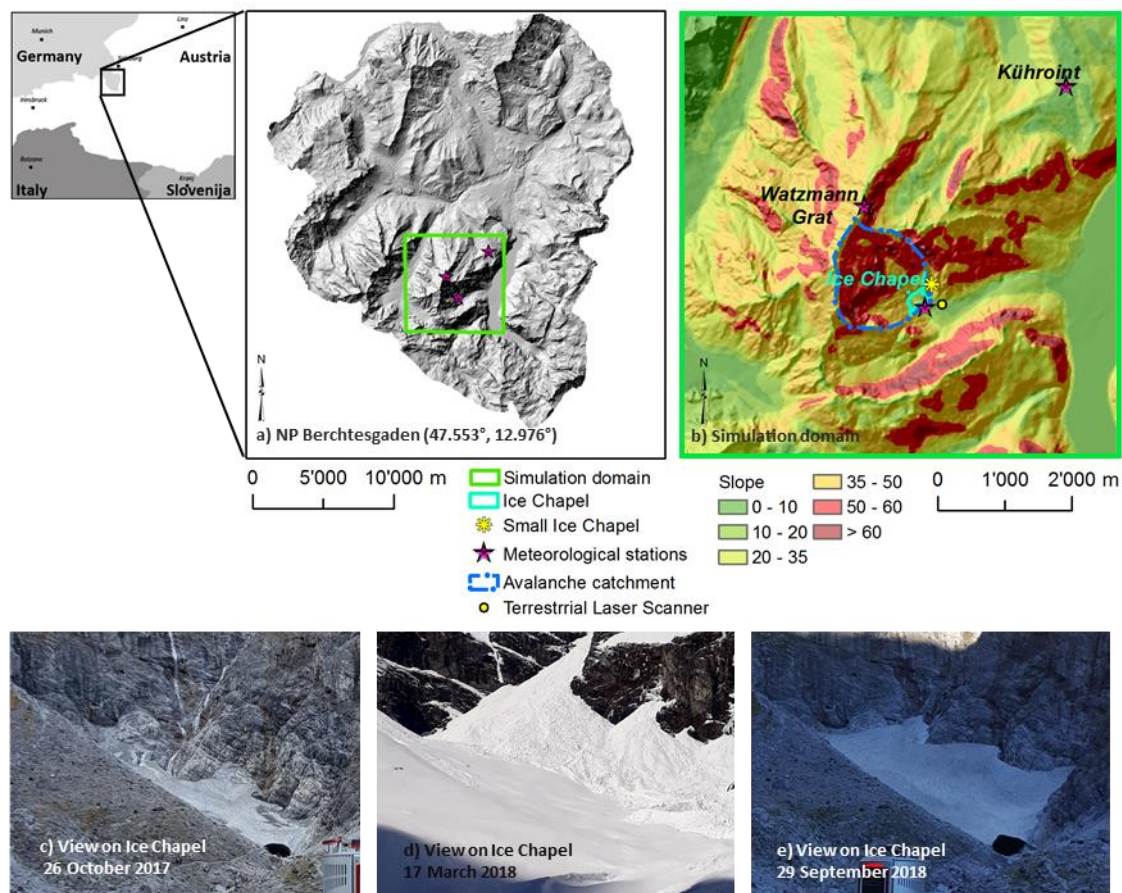 Linz
Munich
Germany
Austria
Innsbruck
Bolzano
Kranj
Italy
Slovenija
N
a) NP Berchtesgaden (47.553°, 12.976°)
Kühroint
Watzmann
Grat
Ice Chapel
N
b) Simulation domain
0 5'000 10'000 m
Simulation domain
Ice Chapel
Small Ice Chapel
Meteorological stations
Avalanche catchment
Terrestrrial Laser Scanner
Slope
0 - 10
10 - 20
20 - 35
35 - 50
50 - 60
> 60
0 1'000 2'000 m
c) View on Ice Chapel
26 October 2017
d) View on Ice Chapel
17 March 2018
e) View on Ice Chapel
29 September 2018